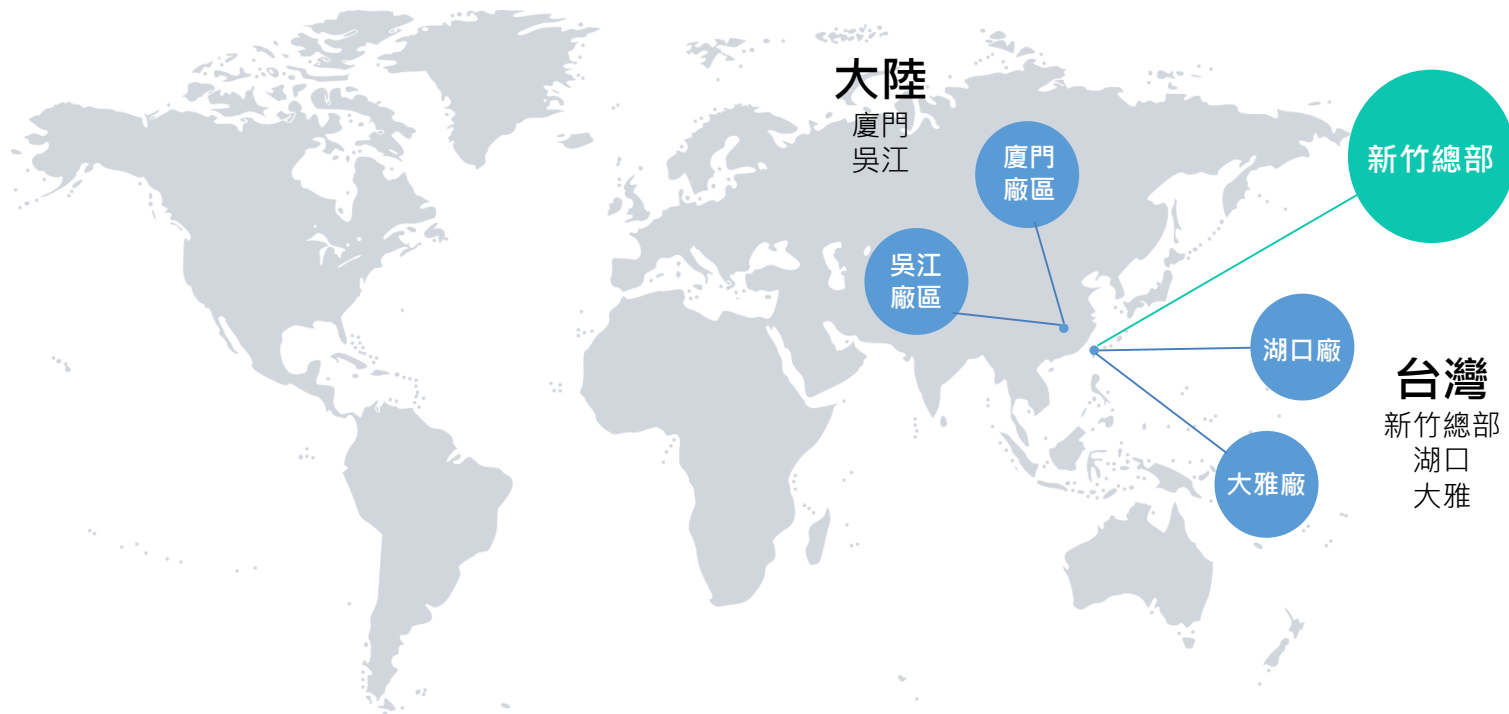 大陸
廈門
吳江
廈門
廠區
吳江
廠區
新竹總部
湖口廠
大雅廠
台灣
新竹總部
湖口
大雅